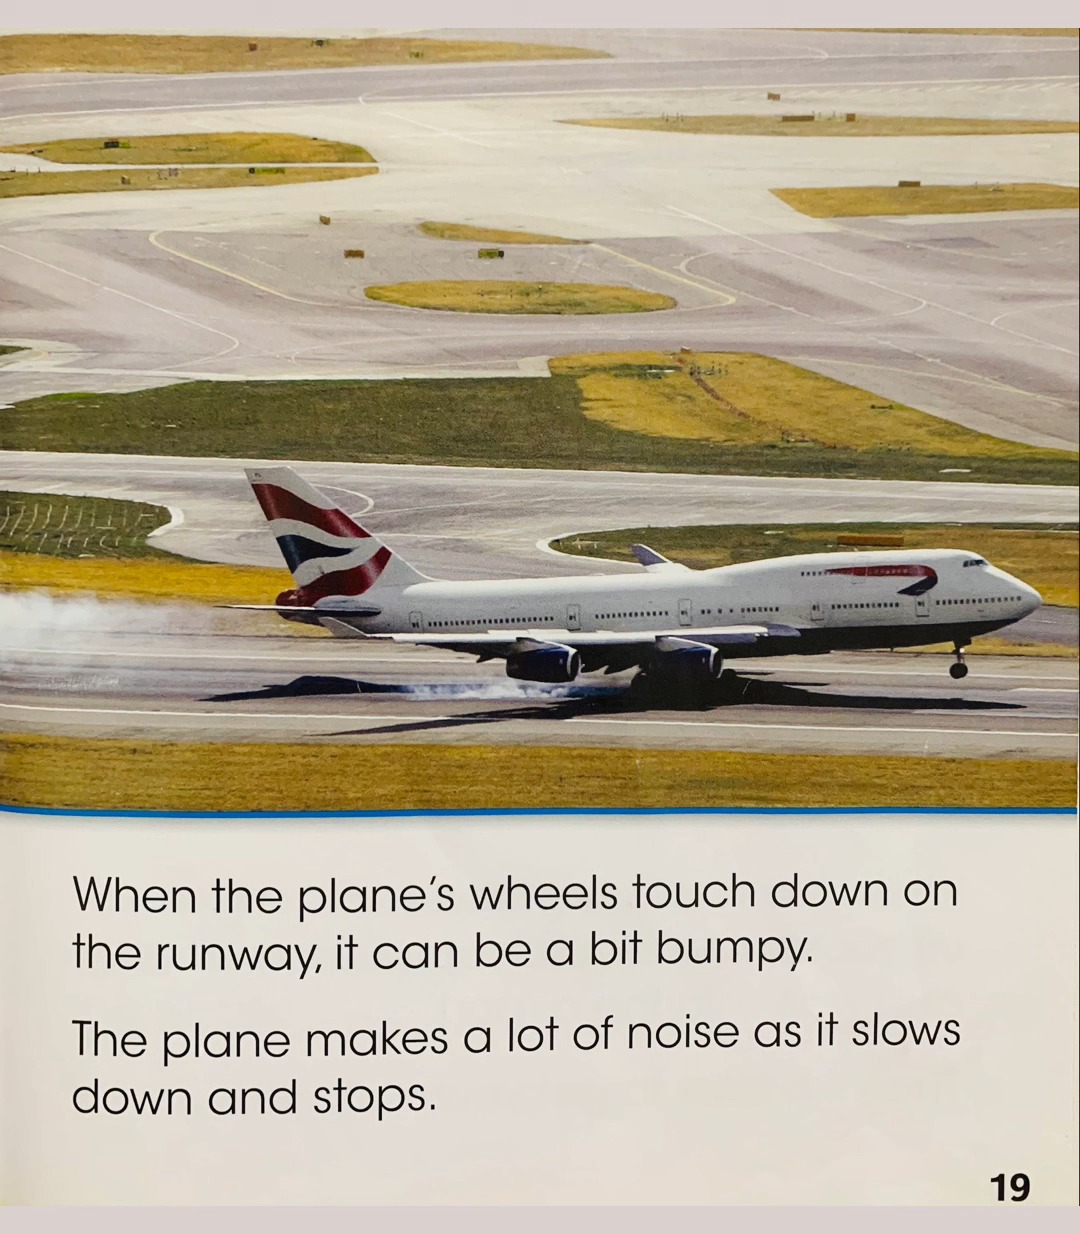 When the plane's wheels touch down on
the runway, it can be a bit bumpy.
The plane makes a lot of noise as it slows
down and stops.
19